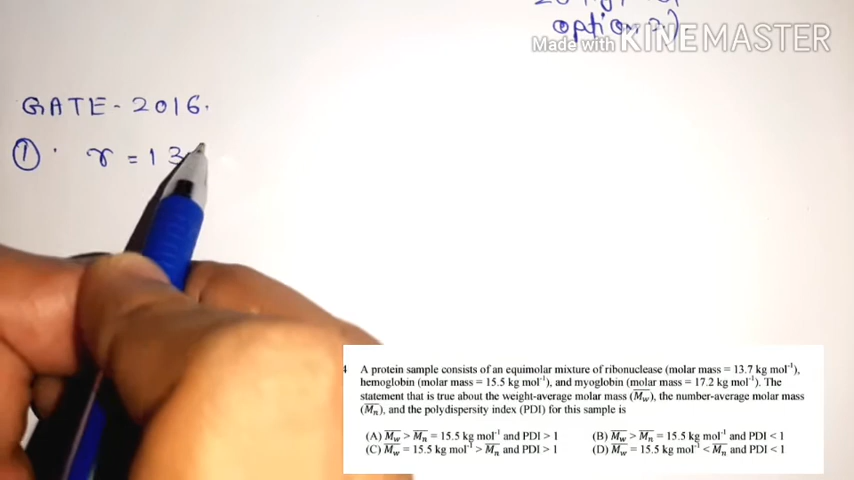 option
Made with KINEMASTER
GATE - 2016.
① r = 13
4 A protein sample consists of an equimolar mixture of ribonuclease (molar mass = 13.7 kg mol⁻¹),
hemoglobin (molar mass = 15.5 kg mol⁻¹), and myoglobin (molar mass = 17.2 kg mol⁻¹). The
statement that is true about the weight-average molar mass (M̅w), the number-average molar mass
(M̅n), and the polydispersity index (PDI) for this sample is
(A) M̅w > M̅n = 15.5 kg mol⁻¹ and PDI > 1 (B) M̅w > M̅n = 15.5 kg mol⁻¹ and PDI < 1
(C) M̅w = 15.5 kg mol⁻¹ > M̅n and PDI > 1 (D) M̅w = 15.5 kg mol⁻¹ < M̅n and PDI < 1